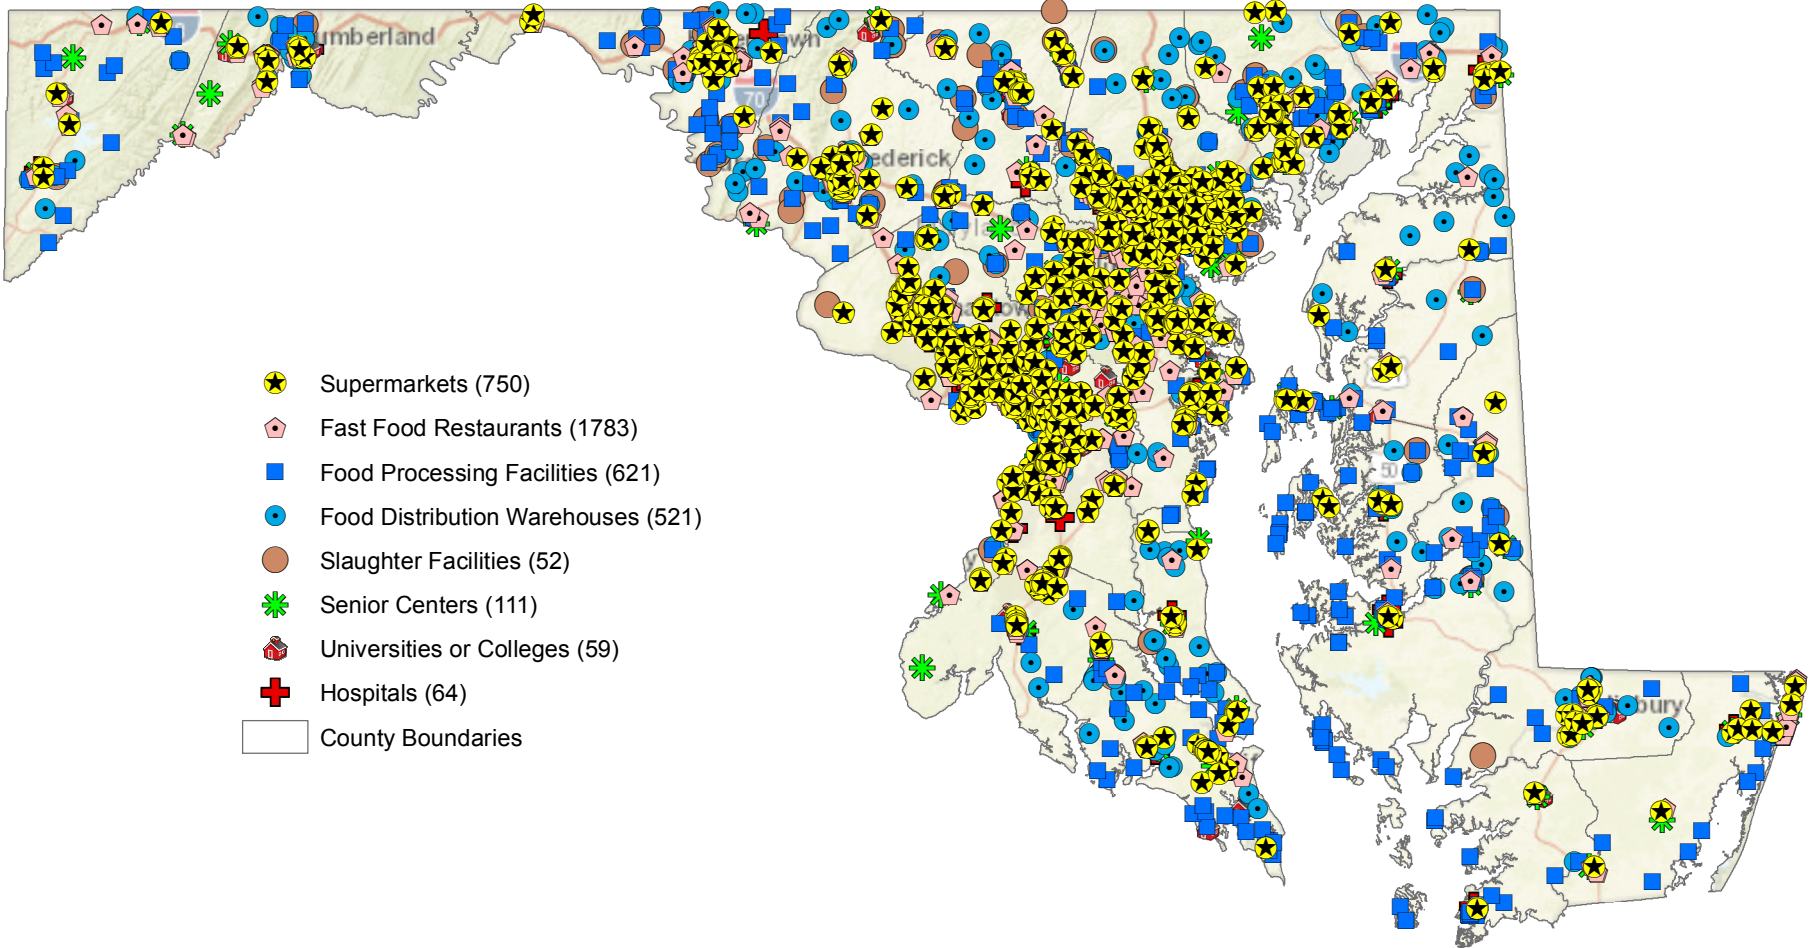 umberland
70
ederick
Supermarkets (750)
Fast Food Restaurants (1783)
Food Processing Facilities (621)
50
Food Distribution Warehouses (521)
Slaughter Facilities (52)
Senior Centers (111)
Universities or Colleges (59)
Hospitals (64)
bury
County Boundaries